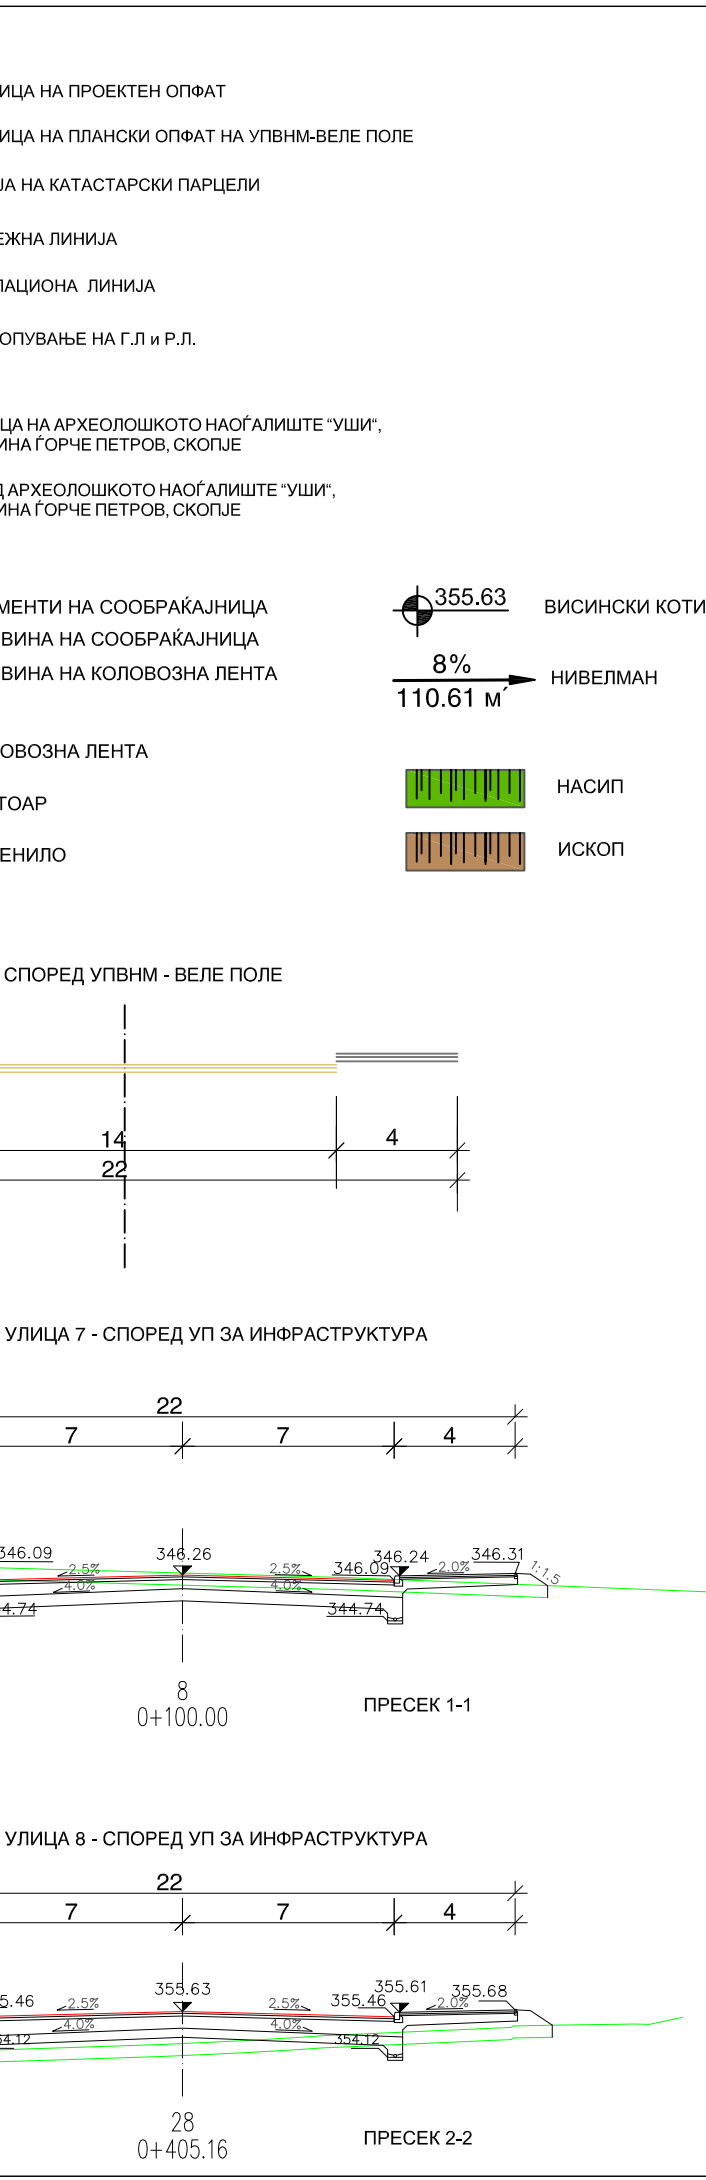 ИЦА НА ПРОЕКТЕН ОПФАТ
ИЦА НА ПЛАНСКИ ОПФАТ НА УПВНМ-ВЕЛЕ ПОЛЕ
ЈА НА КАТАСТАРСКИ ПАРЦЕЛИ
ЕЖНА ЛИНИЈА
ЛАЦИОНА ЛИНИЈА
ОПУВАЊЕ НА Г.Л и Р.Л.
ЦА НА АРХЕОЛОШКОТО НАОЃАЛИШТЕ “УШИ“,
ИНА ЃОРЧЕ ПЕТРОВ, СКОПЈЕ
Д АРХЕОЛОШКОТО НАОЃАЛИШТЕ “УШИ“,
ИНА ЃОРЧЕ ПЕТРОВ, СКОПЈЕ
МЕНТИ НА СООБРАЌАЈНИЦА
355.63 ВИСИНСКИ КОТИ
ВИНА НА СООБРАЌАЈНИЦА
ВИНА НА КОЛОВОЗНА ЛЕНТА
8% НИВЕЛМАН
110.61 м´
ОВОЗНА ЛЕНТА
НАСИП
ТОАР
ЕНИЛО
ИСКОП
СПОРЕД УПВНМ - ВЕЛЕ ПОЛЕ
14 4
22
УЛИЦА 7 - СПОРЕД УП ЗА ИНФРАСТРУКТУРА
22
7 7 4
346.09 346.26 346.24 346.31
2.5% 2.5% 346.09 2.0% 1:1.5
4.0% 4.0%
4.74 344.74
8
0+100.00
ПРЕСЕК 1-1
УЛИЦА 8 - СПОРЕД УП ЗА ИНФРАСТРУКТУРА
22
7 7 4
355.63 355.61 355.68
5.46 2.5% 2.5% 355.46 2.0%
4.0% 4.0%
54.12 354.12
28
0+405.16
ПРЕСЕК 2-2